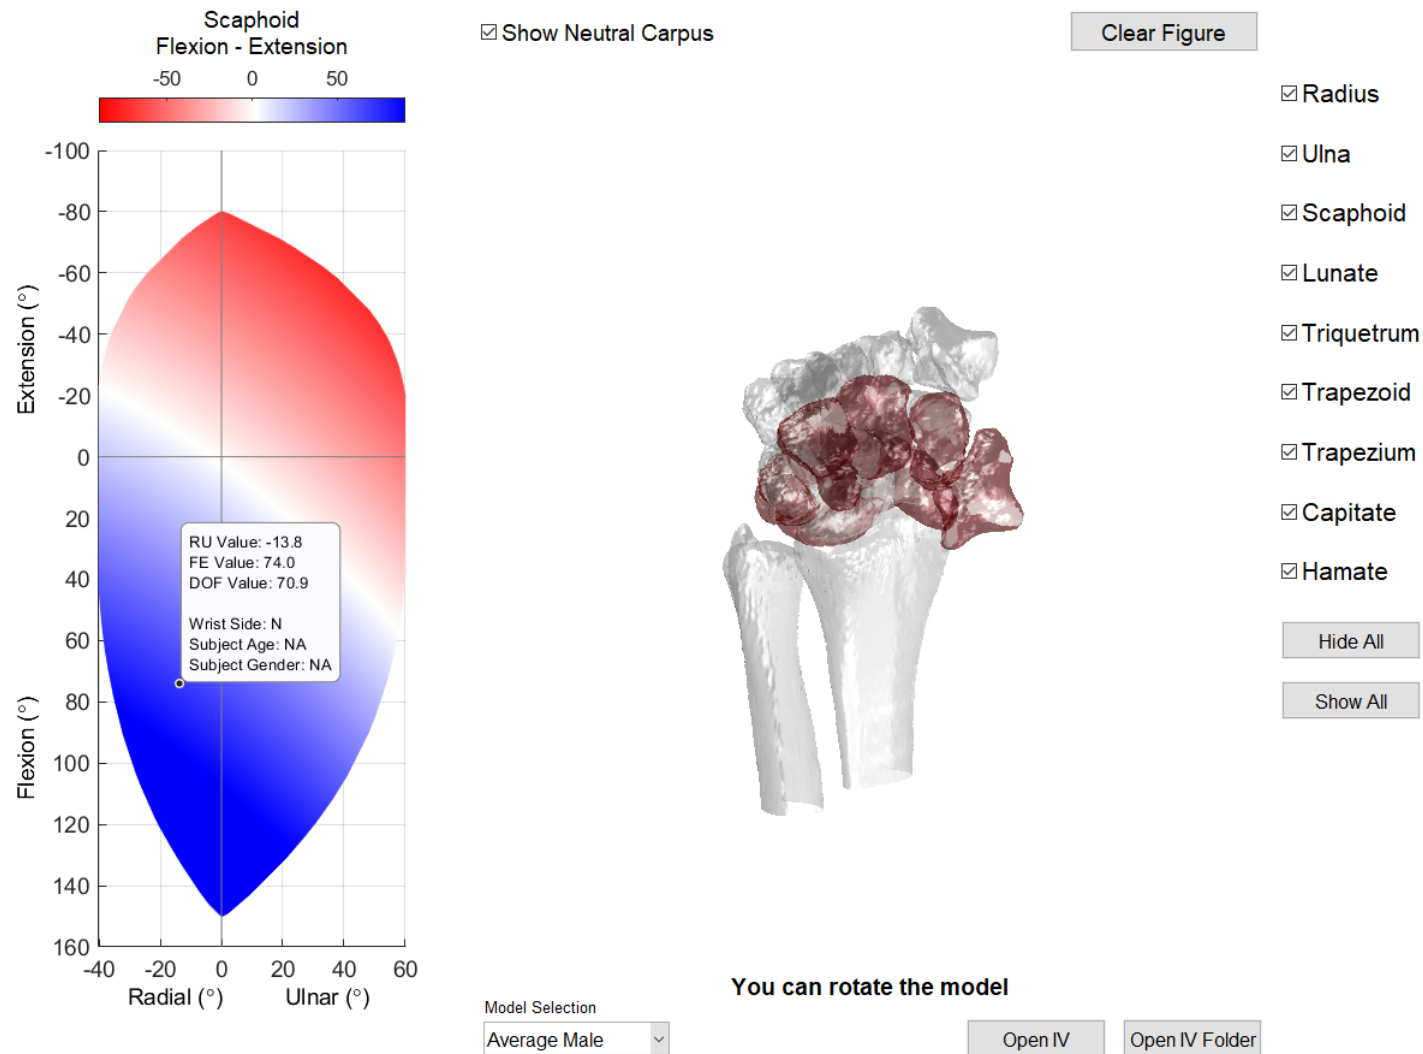 Scaphoid
Flexion - Extension
-50 0 50
-100
-80
-60
-40
-20
0
20
40
60
80
100
120
140
160
Extension (°)
Flexion (°)
RU Value: -13.8
FE Value: 74.0
DOF Value: 70.9
Wrist Side: N
Subject Age: NA
Subject Gender: NA
-40 -20 0 20 40 60
Radial (°) Ulnar (°)
Show Neutral Carpus
Clear Figure
Radius
Ulna
Scaphoid
Lunate
Triquetrum
Trapezoid
Trapezium
Capitate
Hamate
Hide All
Show All
You can rotate the model
Model Selection
Average Male
Open IV
Open IV Folder